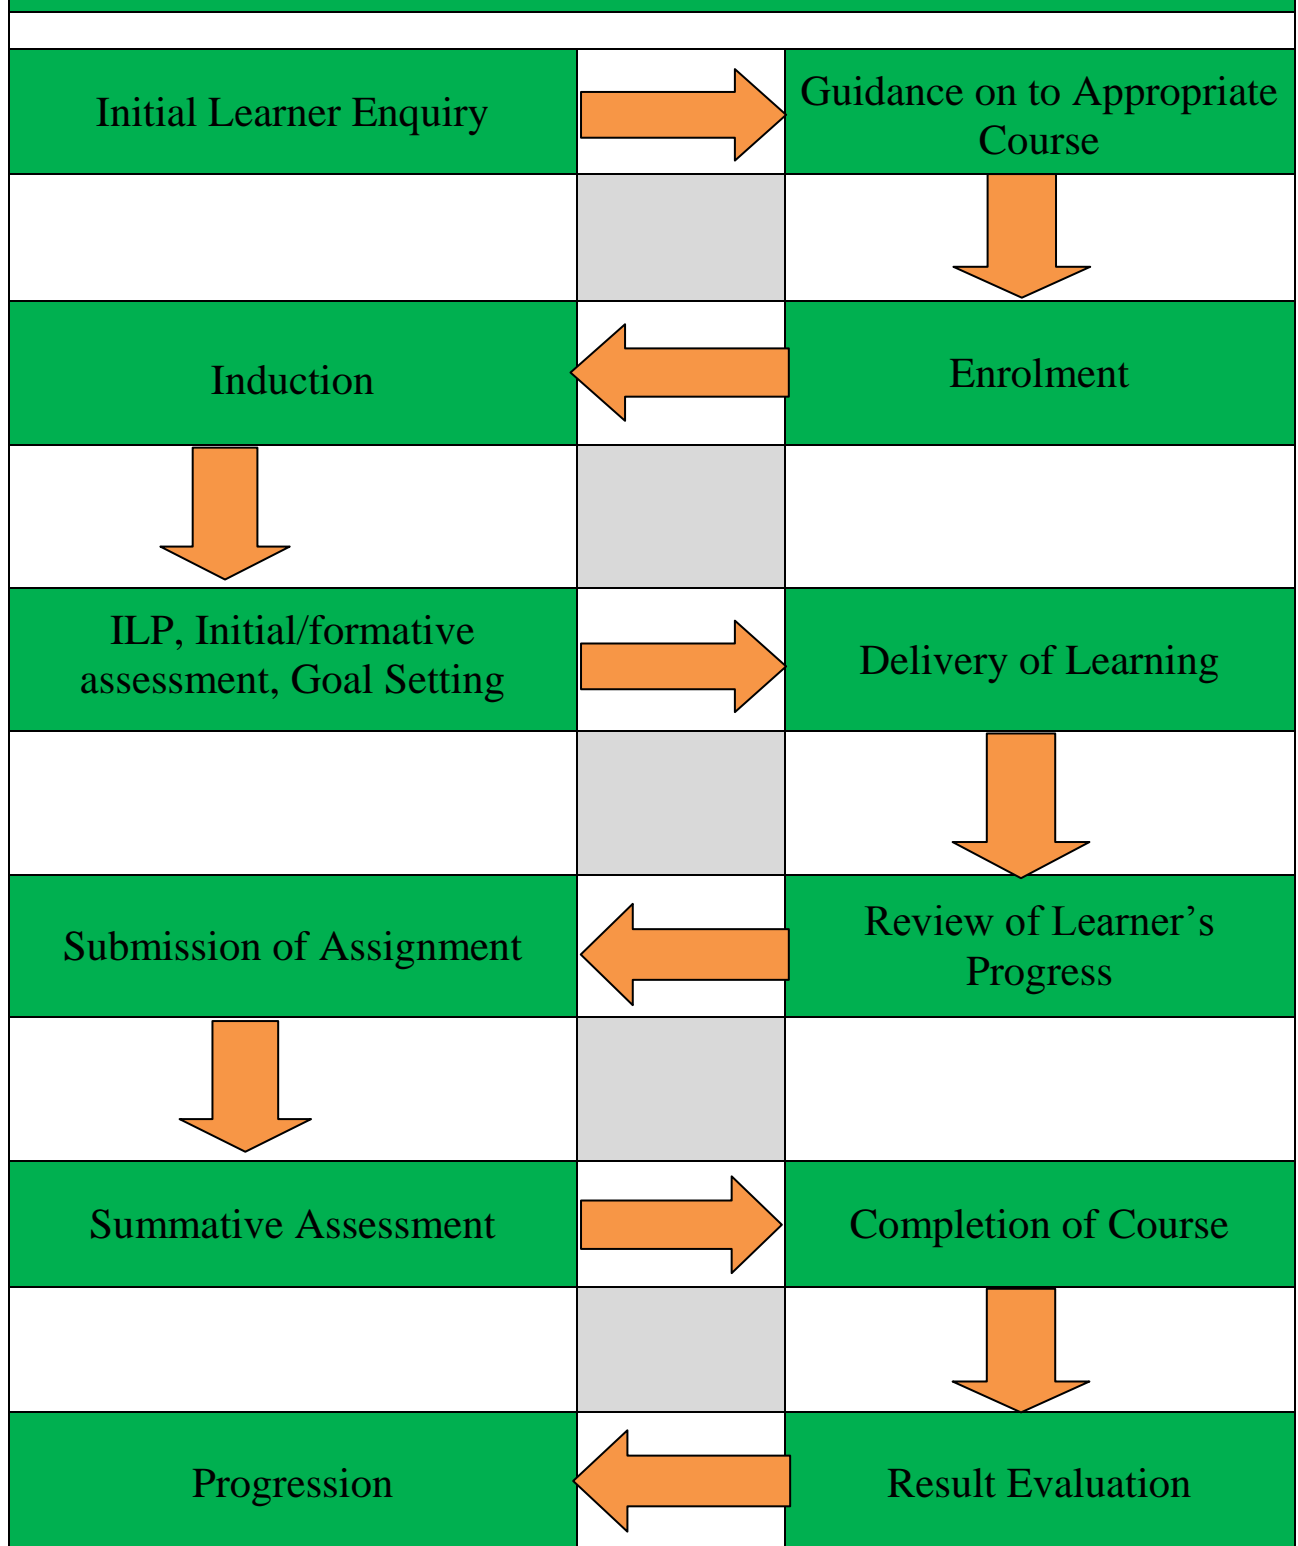 Initial Learner Enquiry
Guidance on to Appropriate
Course
Induction
Enrolment
ILP, Initial/formative
assessment, Goal Setting
Delivery of Learning
Submission of Assignment
Review of Learner’s
Progress
Summative Assessment
Completion of Course
Progression
Result Evaluation